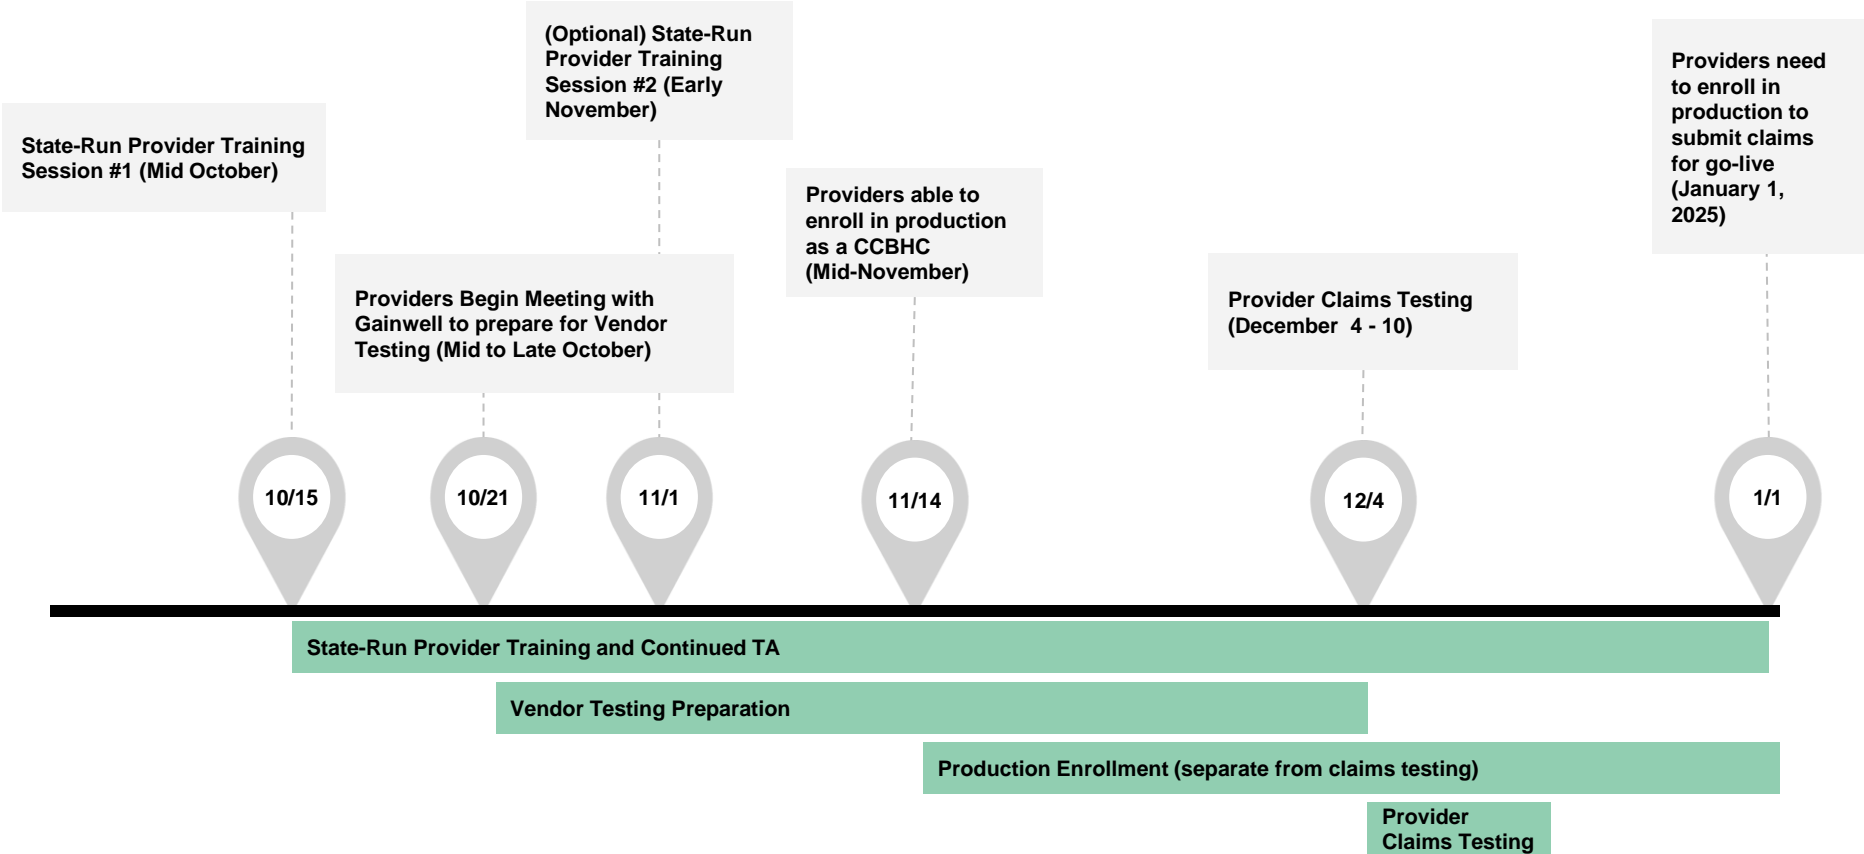 (Optional) State-Run
Provider Training
Session #2 (Early
November)
Providers need
to enroll in
production to
submit claims
for go-live
(January 1,
2025)
State-Run Provider Training
Session #1 (Mid October)
Providers able to
enroll in production
as a CCBHC
(Mid-November)
Providers Begin Meeting with
Gainwell to prepare for Vendor
Testing (Mid to Late October)
Provider Claims Testing
(December  4 - 10)
10/15
10/21
11/1
11/14
12/4
1/1
State-Run Provider Training and Continued TA
Vendor Testing Preparation
Production Enrollment (separate from claims testing)
Provider
Claims Testing